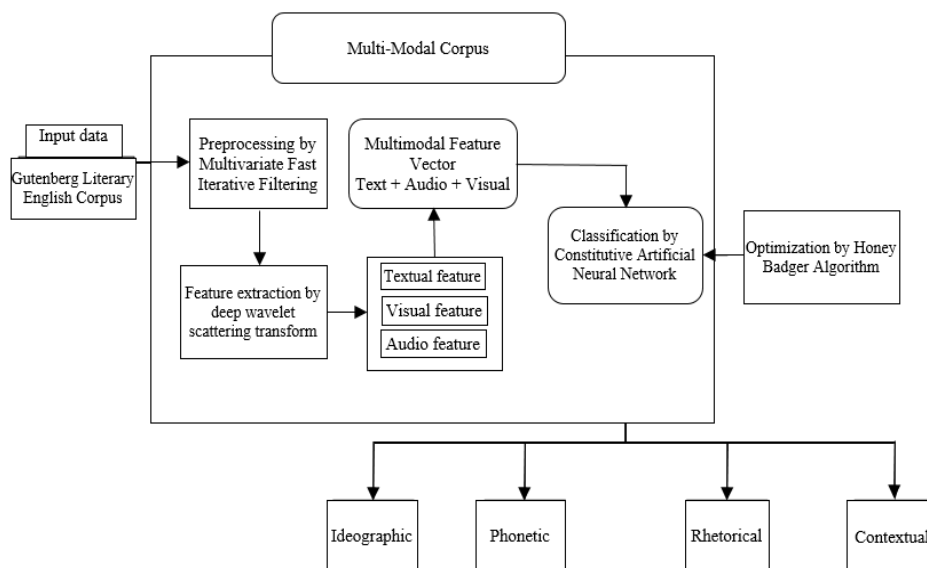 Multi-Modal Corpus
Input data
Gutenberg Literary
English Corpus
Preprocessing by
Multivariate Fast
Iterative Filtering
Multimodal Feature
Vector
Text + Audio + Visual
Classification by
Constitutive Artificial
Neural Network
Optimization by Honey
Badger Algorithm
Feature extraction by
deep wavelet
scattering transform
Textual feature
Visual feature
Audio feature
Ideographic
Phonetic
Rhetorical
Contextual